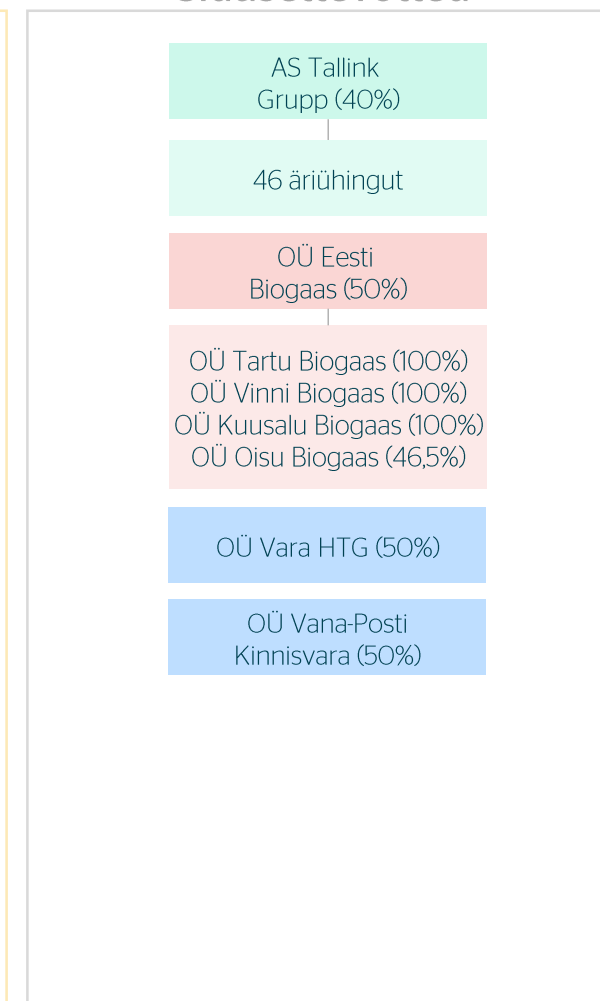 AS Tallink
Grupp (40%)
46 äriühingut
OÜ Eesti
Biogaas (50%)
OÜ Tartu Biogaas (100%)
OÜ Vinni Biogaas (100%)
OÜ Kuusalu Biogaas (100%)
OÜ Oisu Biogaas (46,5%)
OÜ Vara HTG (50%)
OÜ Vana-Posti
Kinnisvara (50%)